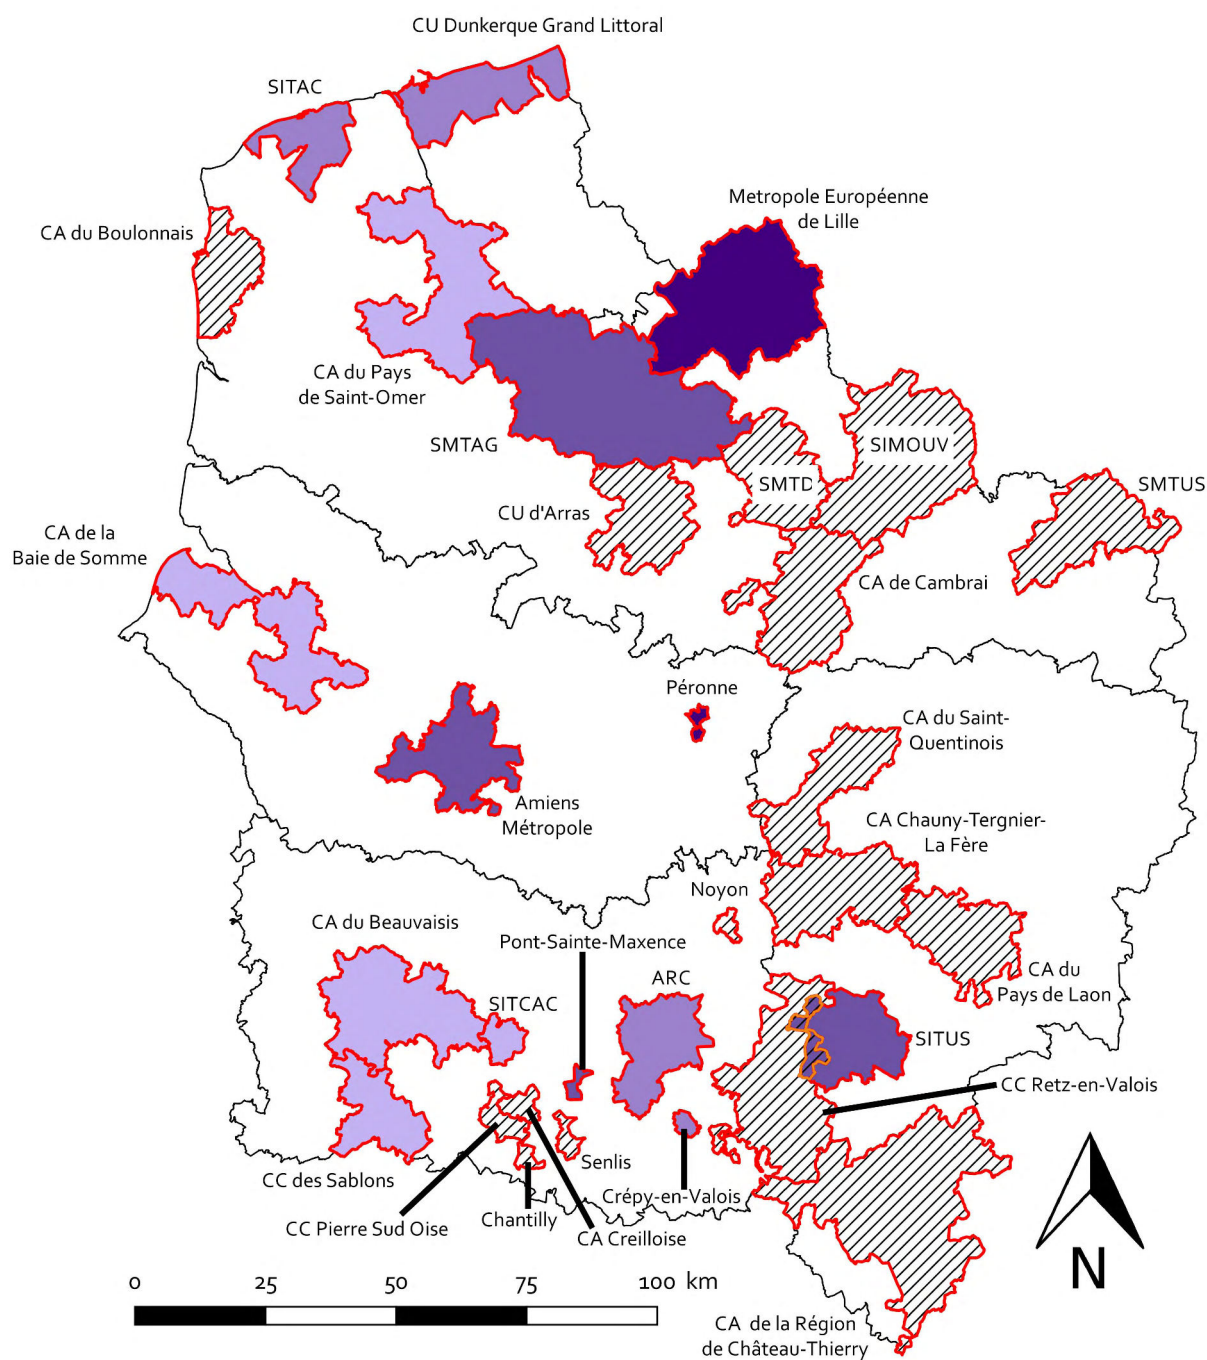 CU Dunkerque Grand Littoral
SITAC
Metropole Européenne
de Lille
CA du Boulonnais
CA du Pays
de Saint-Omer
SMTAG
SIMOUV
SMTD
SMTUS
CU d'Arras
CA de la
Baie de Somme
CA de Cambrai
Péronne
CA du Saint-
Quentinois
Amiens
Métropole
CA Chauny-Tergnier-
La Fère
Noyon
CA du Beauvaisis
Pont-Sainte-Maxence
ARC
SITCAC
CA du
Pays de Laon
SITUS
CC Retz-en-Valois
CC des Sablons
Senlis
Crépy-en-Valois
CC Pierre Sud Oise
Chantilly
CA Creilloise
N
0 25 50 75 100 km
CA de la Région
de Château-Thierry